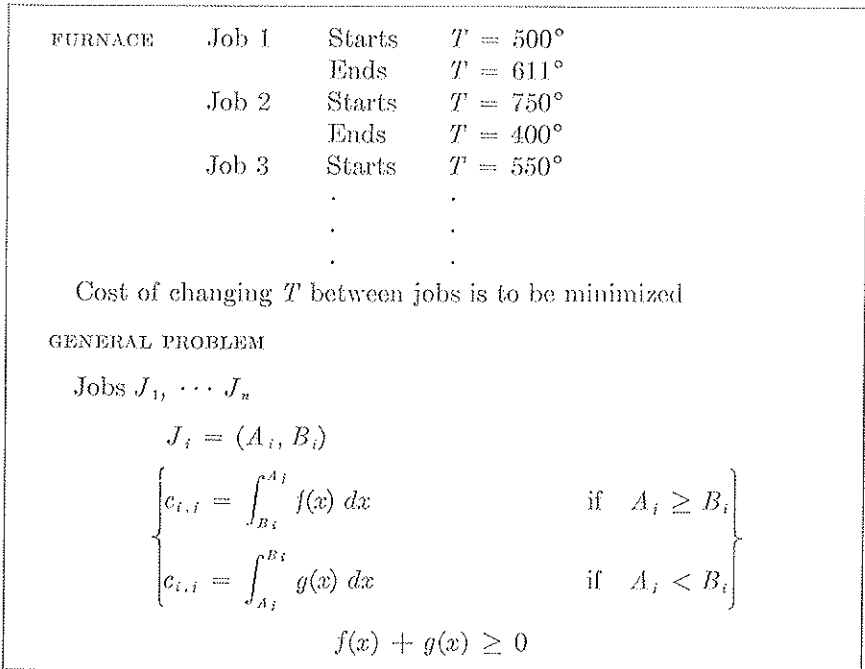 FURNACE Job 1 Starts T = 500°
Ends T = 611°
Job 2 Starts T = 750°
Ends T = 400°
Job 3 Starts T = 550°
. .
. .
. .
Cost of changing T between jobs is to be minimized
GENERAL PROBLEM
Jobs J₁, ⋯ Jₙ
Jᵢ = (Aᵢ, Bᵢ)
cᵢ,ⱼ = ∫_{Bᵢ}^{Aⱼ} f(x) dx if Aⱼ ≥ Bᵢ
cᵢ,ⱼ = ∫_{Aⱼ}^{Bᵢ} g(x) dx if Aⱼ < Bᵢ
f(x) + g(x) ≥ 0